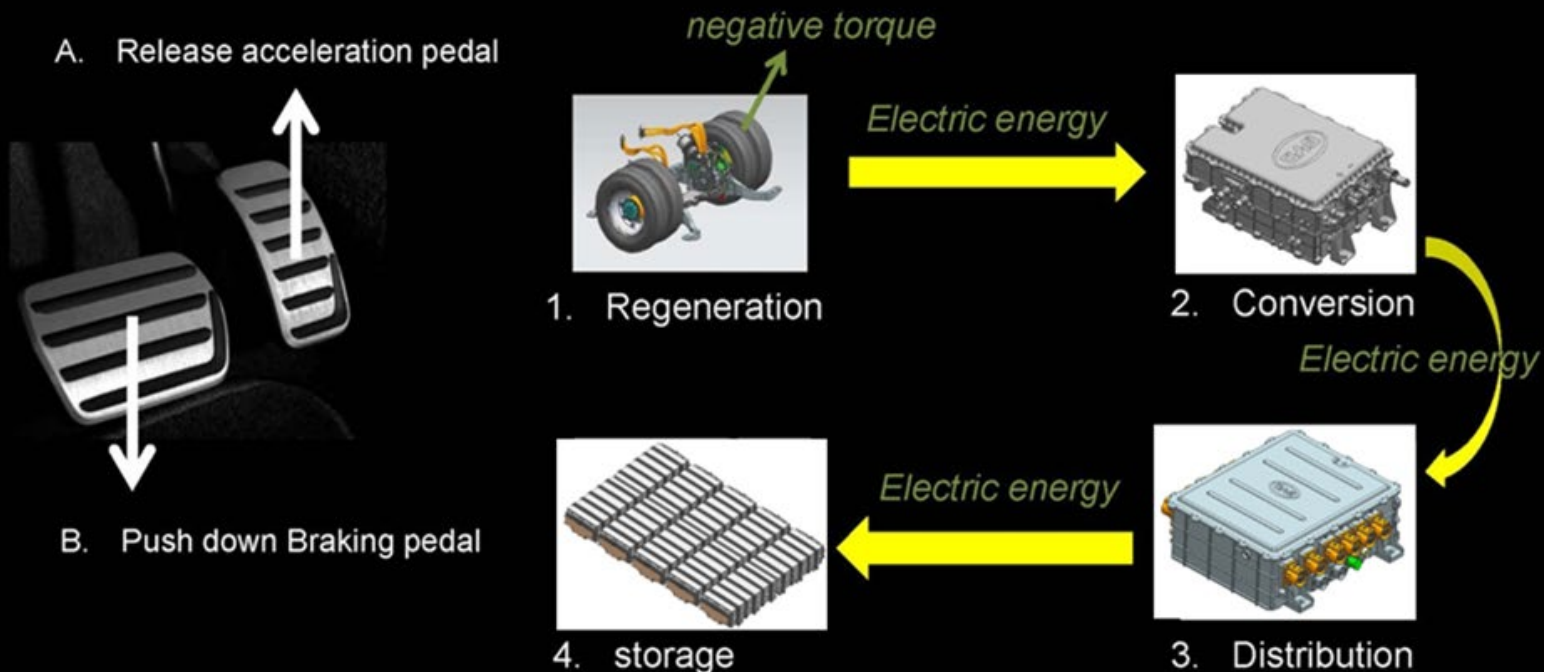 A. Release acceleration pedal
B. Push down Braking pedal
negative torque
1. Regeneration
Electric energy
2. Conversion
Electric energy
3. Distribution
Electric energy
4. storage